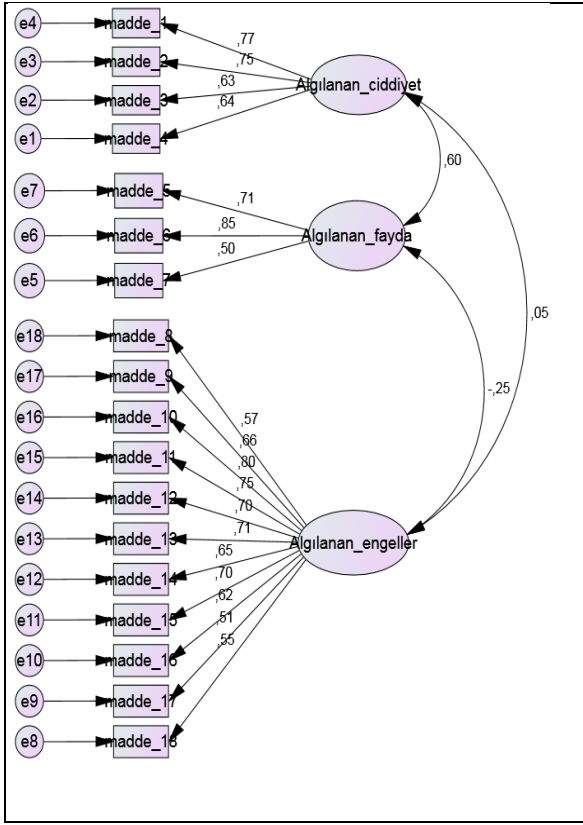 e4 madde_1 ,77
e3 madde_2 ,75
e2 madde_3 ,63
e1 madde_4 ,64
Algılanan_ciddiyet
,60
e7 madde_5 ,71
e6 madde_6 ,85
e5 madde_7 ,50
Algılanan_fayda
,05
-,25
e18 madde_8 ,57
e17 madde_9 ,66
e16 madde_10 ,80
e15 madde_11 ,75
e14 madde_12 ,70
e13 madde_13 ,71
e12 madde_14 ,65
e11 madde_15 ,70
e10 madde_16 ,62
e9 madde_17 ,51
e8 madde_18 ,55
Algılanan_engeller